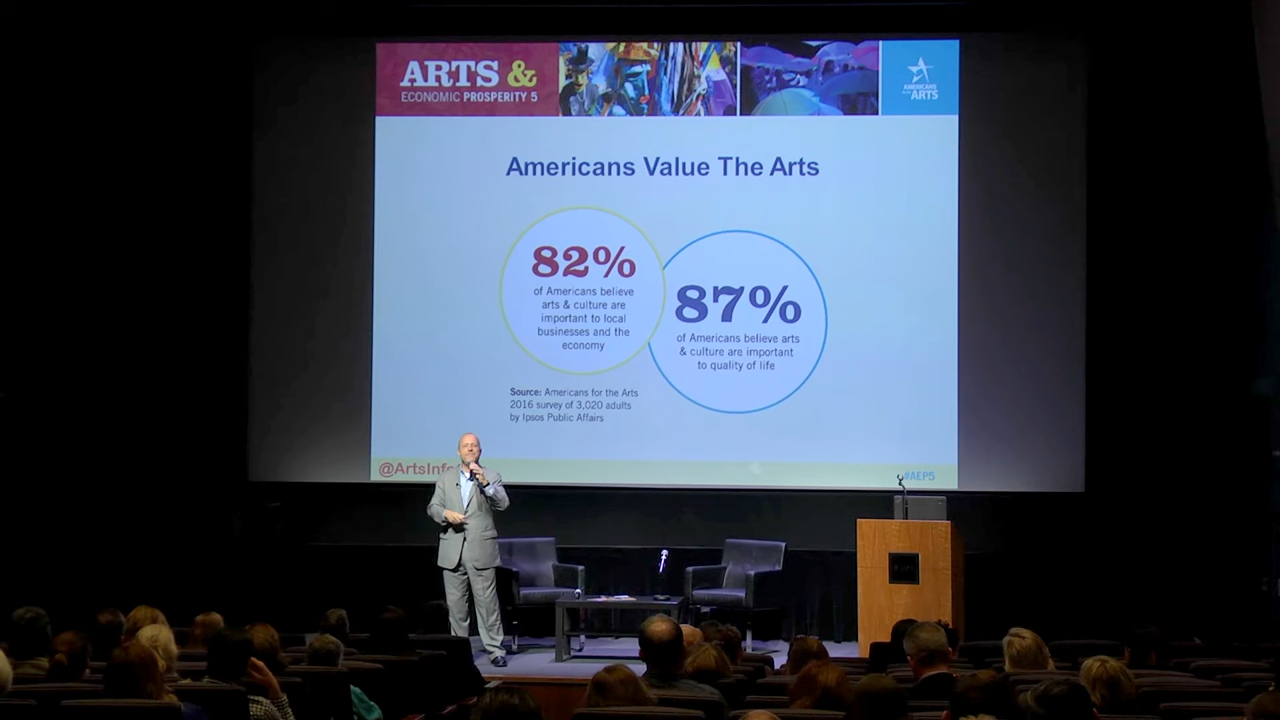 ARTS &
ECONOMIC PROSPERITY 5
AMERICANS
ARTS
Americans Value The Arts
82%
of Americans believe
arts & culture are
important to local
businesses and the
economy
87%
of Americans believe arts
& culture are important
to quality of life
Source: Americans for the Arts
2016 survey of 3,020 adults
by Ipsos Public Affairs
@ArtsInfo
#AEP5